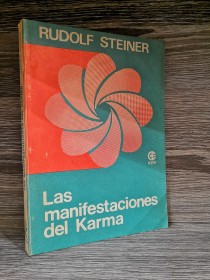 RUDOLF STEINER
Las
manifestaciones
del Karma